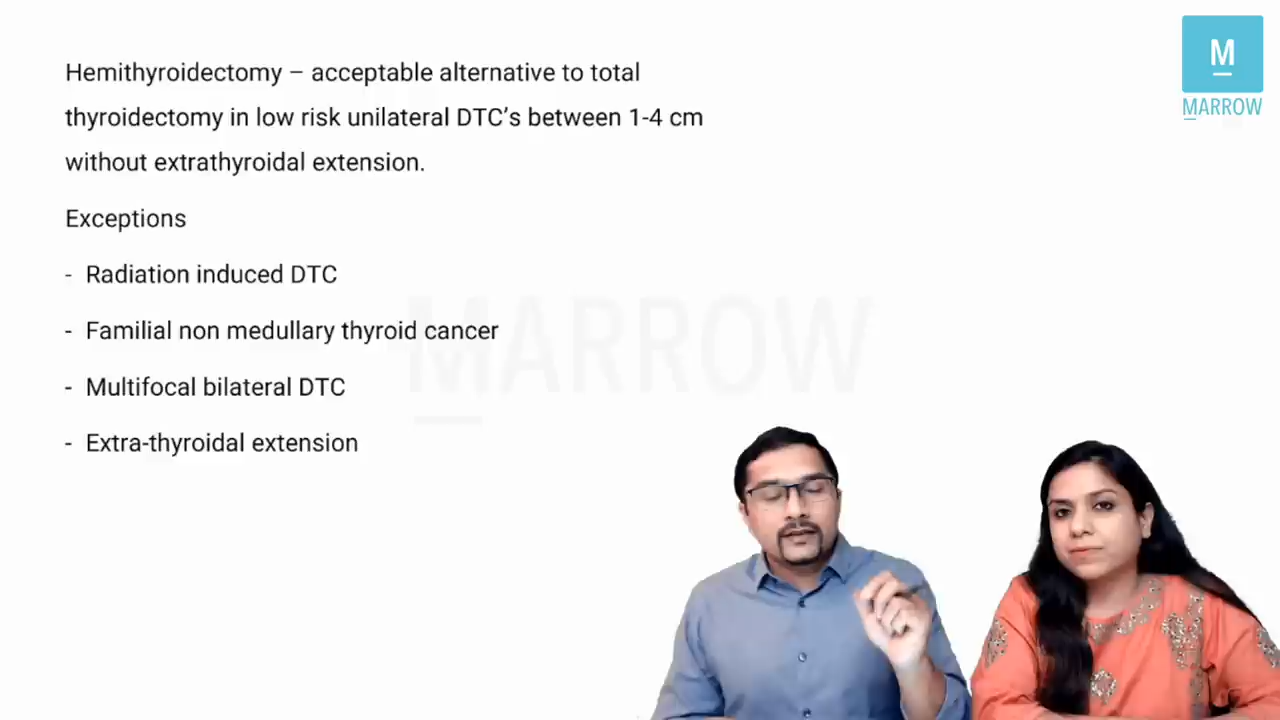 M
MARROW
Hemithyroidectomy – acceptable alternative to total
thyroidectomy in low risk unilateral DTC’s between 1-4 cm
without extrathyroidal extension.
Exceptions
- Radiation induced DTC
- Familial non medullary thyroid cancer
- Multifocal bilateral DTC
- Extra-thyroidal extension
MARROW